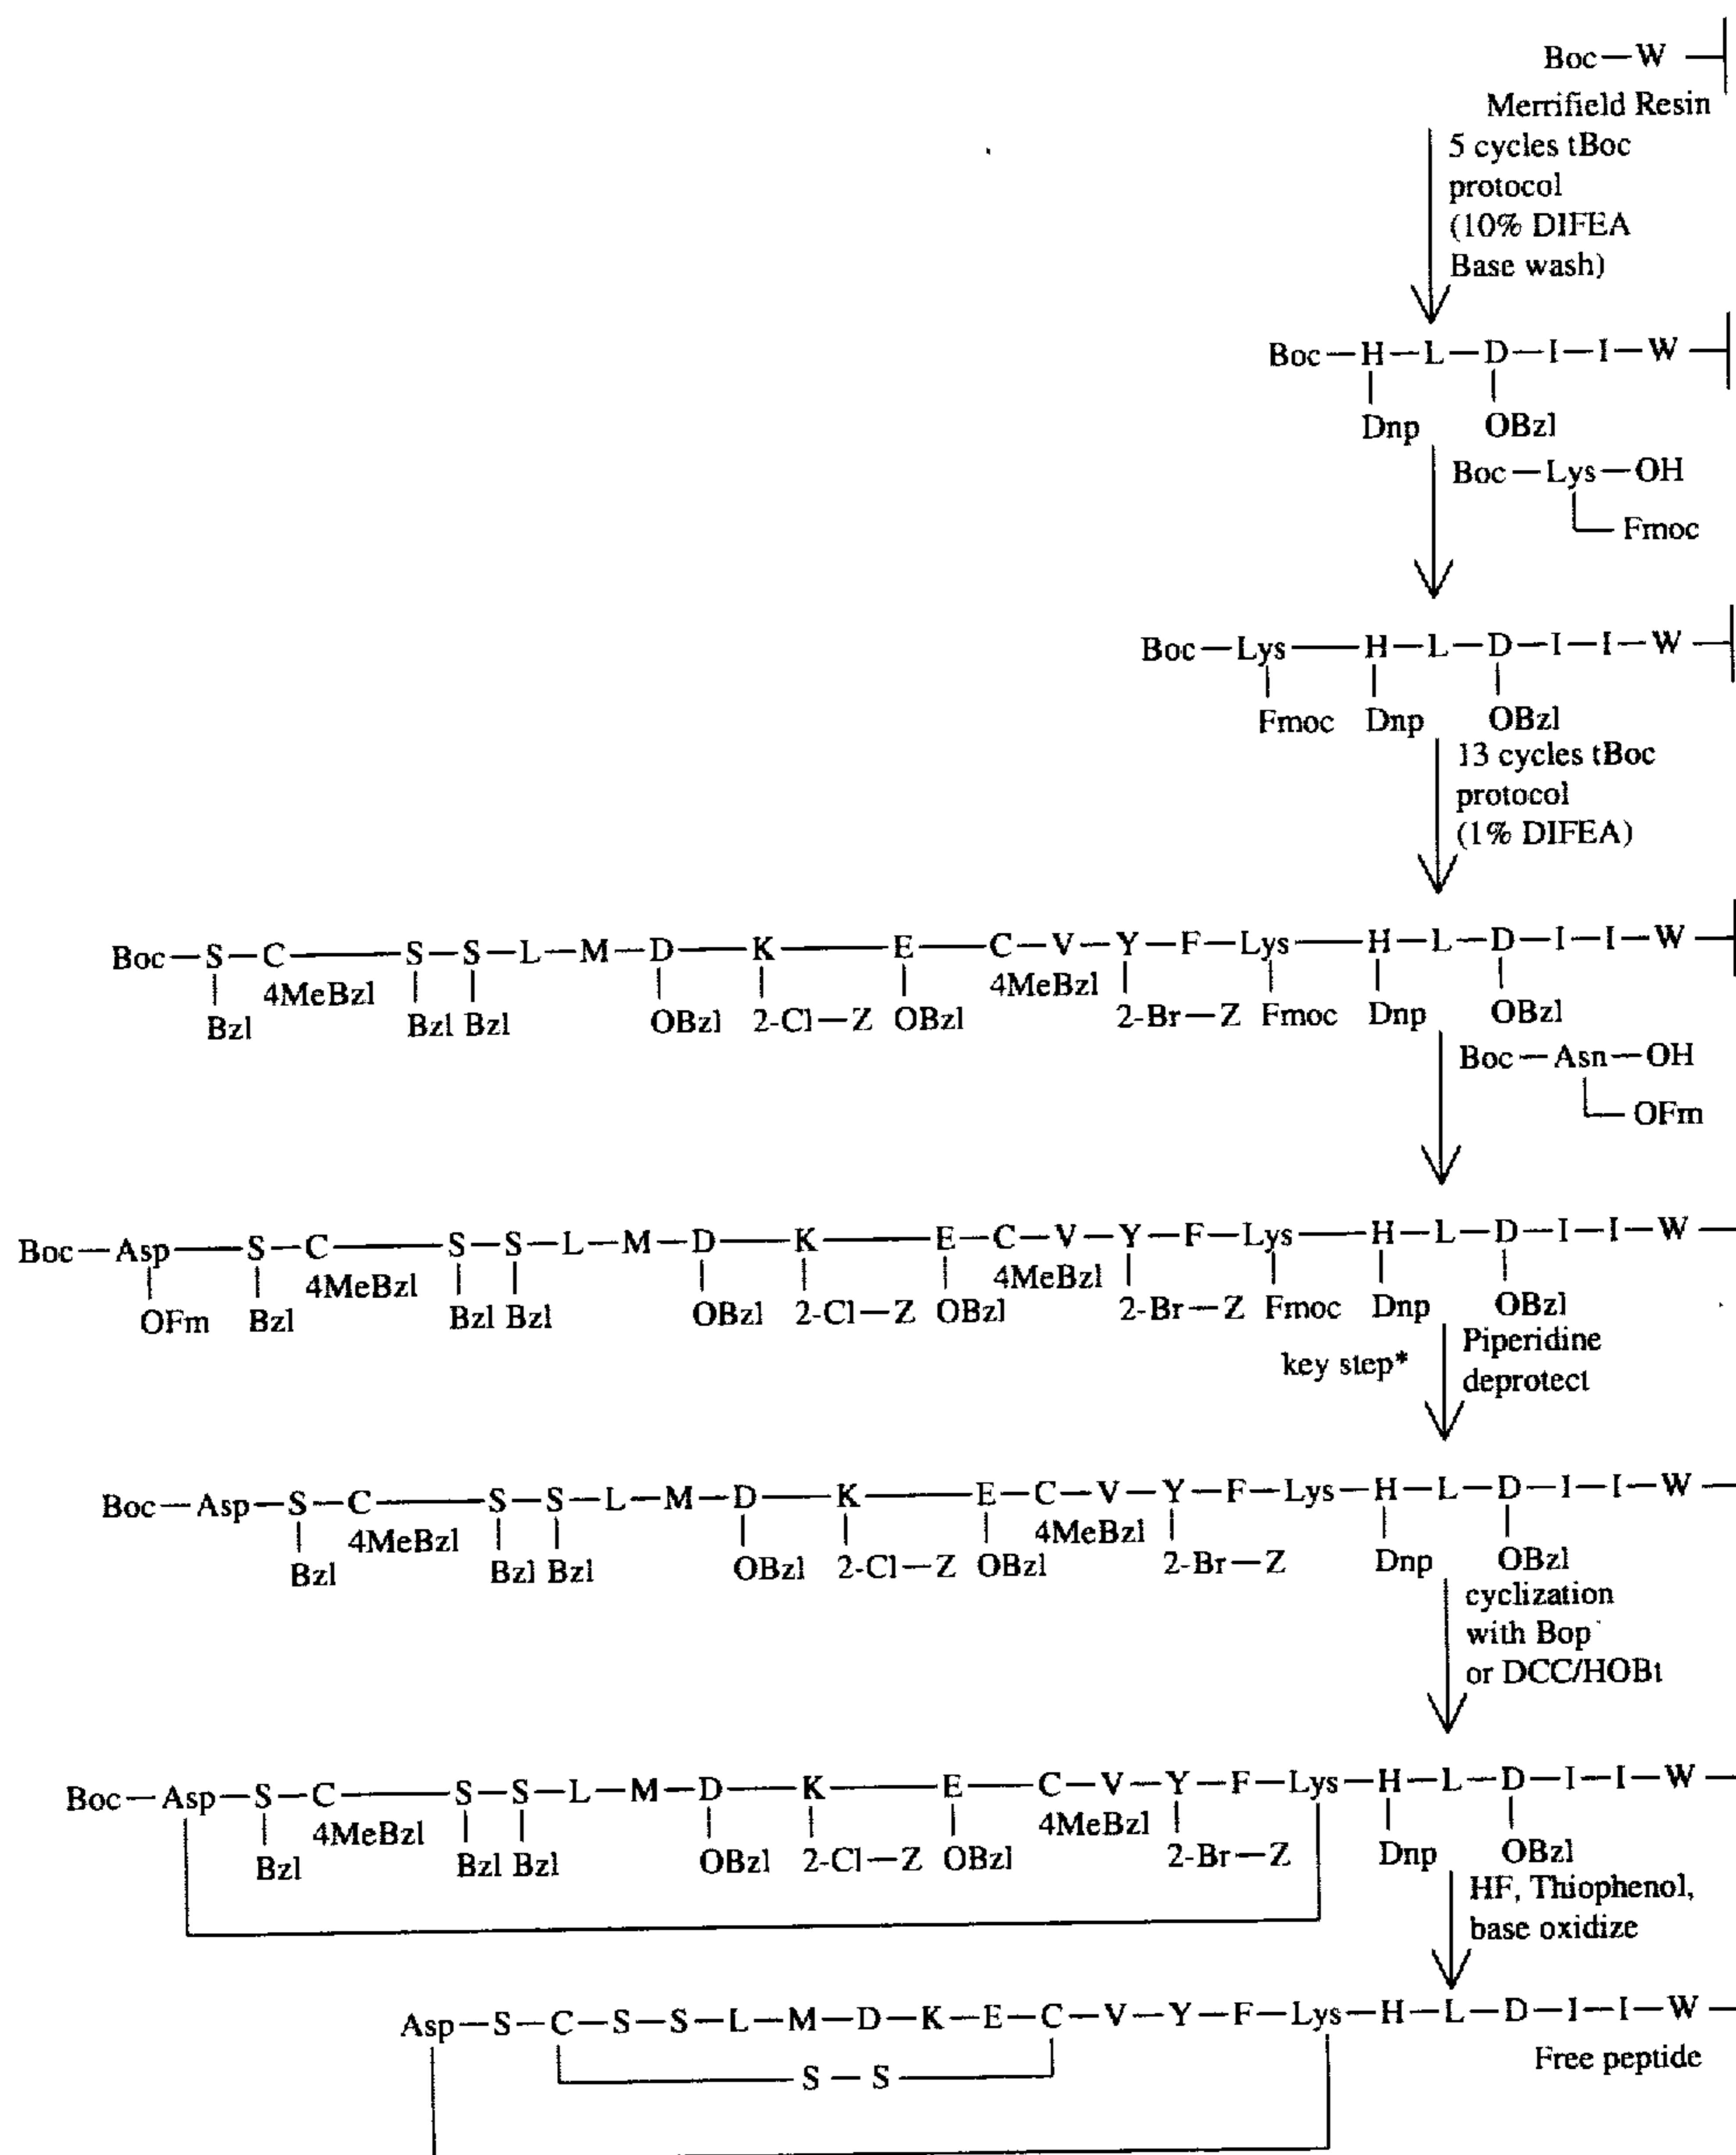 Boc—W
Merrifield Resin
5 cycles tBoc
protocol
(10% DIFEA
Base wash)
Boc—H—L—D—I—I—W
Dnp OBzl
Boc—Lys—OH
Fmoc
Boc—Lys—H—L—D—I—I—W
Fmoc Dnp OBzl
13 cycles tBoc
protocol
(1% DIFEA)
Boc—S—C—S—S—L—M—D—K—E—C—V—Y—F—Lys—H—L—D—I—I—W
4MeBzl 4MeBzl
Bzl Bzl Bzl OBzl 2-Cl—Z OBzl 2-Br—Z Fmoc Dnp OBzl
Boc—Asn—OH
OFm
Boc—Asp—S—C—S—S—L—M—D—K—E—C—V—Y—F—Lys—H—L—D—I—I—W
4MeBzl 4MeBzl
OFm Bzl Bzl Bzl OBzl 2-Cl—Z OBzl 2-Br—Z Fmoc Dnp OBzl
key step*
Piperidine
deprotect
Boc—Asp—S—C—S—S—L—M—D—K—E—C—V—Y—F—Lys—H—L—D—I—I—W
4MeBzl 4MeBzl
Bzl Bzl Bzl OBzl 2-Cl—Z OBzl 2-Br—Z Dnp OBzl
cyclization
with Bop
or DCC/HOBt
Boc—Asp—S—C—S—S—L—M—D—K—E—C—V—Y—F—Lys—H—L—D—I—I—W
4MeBzl 4MeBzl
Bzl Bzl Bzl OBzl 2-Cl—Z OBzl 2-Br—Z Dnp OBzl
HF, Thiophenol,
base oxidize
Asp—S—C—S—S—L—M—D—K—E—C—V—Y—F—Lys—H—L—D—I—I—W
S—S
Free peptide